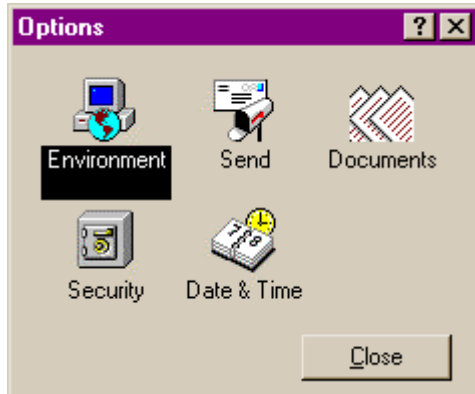 Options
Environment
Send
Documents
Security
Date & Time
Close